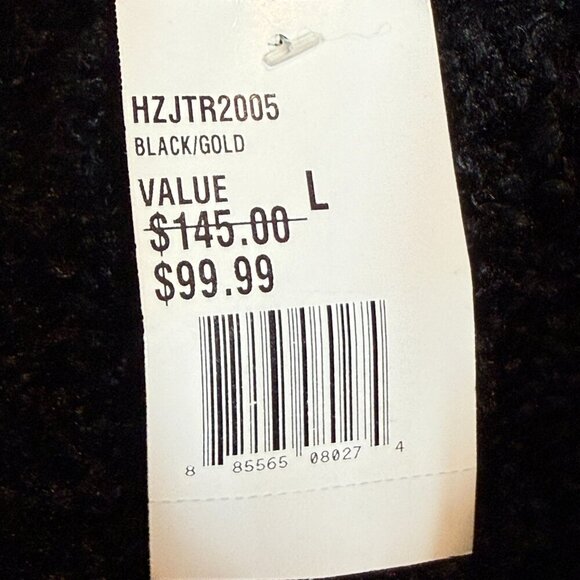 HZJTR2005
BLACK/GOLD
VALUE L
$145.00
$99.99
8 85565 08027 4